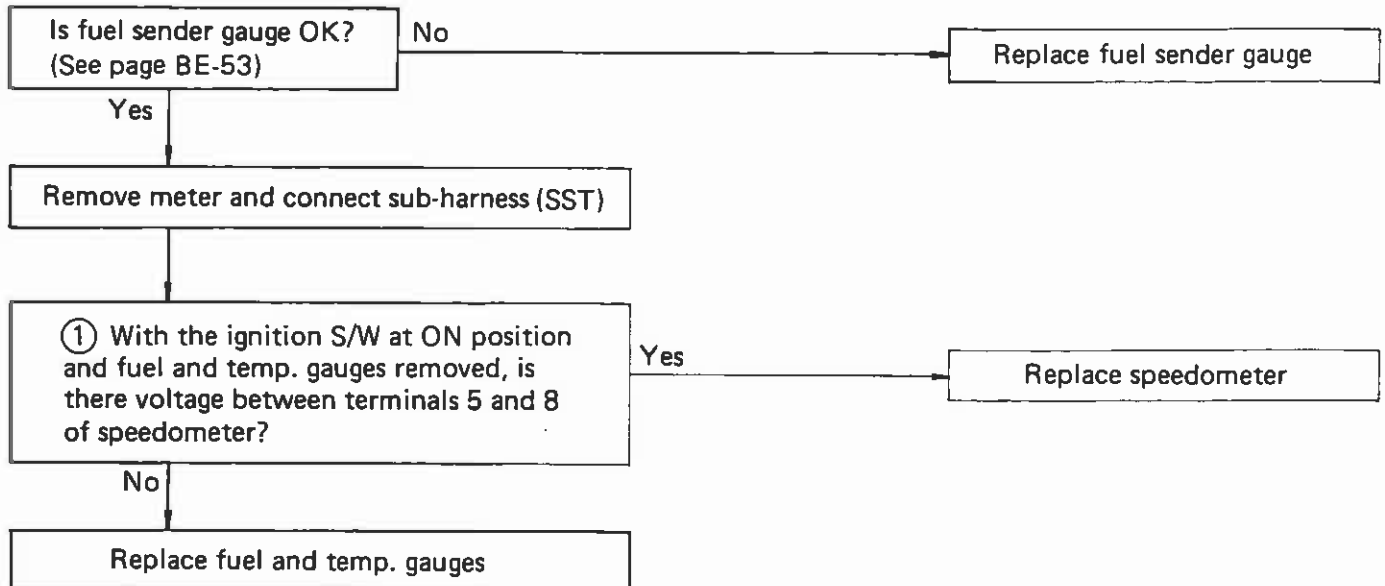 Is fuel sender gauge OK?
(See page BE-53)
No
Replace fuel sender gauge
Yes
Remove meter and connect sub-harness (SST)
① With the ignition S/W at ON position
and fuel and temp. gauges removed, is
there voltage between terminals 5 and 8
of speedometer?
Yes
Replace speedometer
No
Replace fuel and temp. gauges